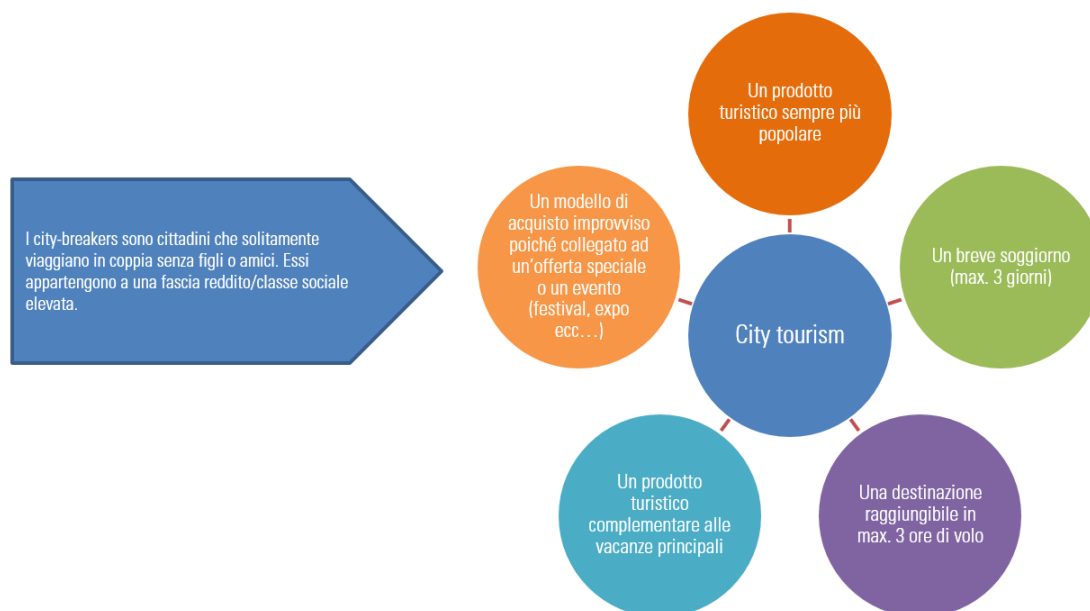 I city-breakers sono cittadini che solitamente
viaggiano in coppia senza figli o amici. Essi
appartengono a una fascia reddito/classe sociale
elevata.
Un prodotto
turistico sempre più
popolare
Un modello di
acquisto improvviso
poiché collegato ad
un'offerta speciale
o un evento
(festival, expo
ecc...)
Un breve soggiorno
(max. 3 giorni)
City tourism
Un prodotto
turistico
complementare alle
vacanze principali
Una destinazione
raggiungibile in
max. 3 ore di volo